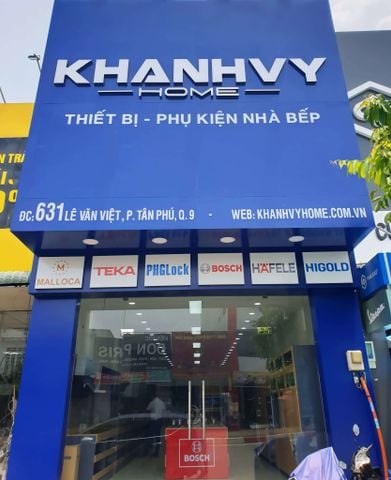 KHANHVY
HOME
THIẾT BỊ - PHỤ KIỆN NHÀ BẾP
ĐC: 631 LÊ VĂN VIỆT, P. TÂN PHÚ, Q. 9 - WEB: KHANHVYHOME.COM.VN
M
MALLOCA TEKA PHGLock BOSCH HÄFELE HIGOLD
BOSCH